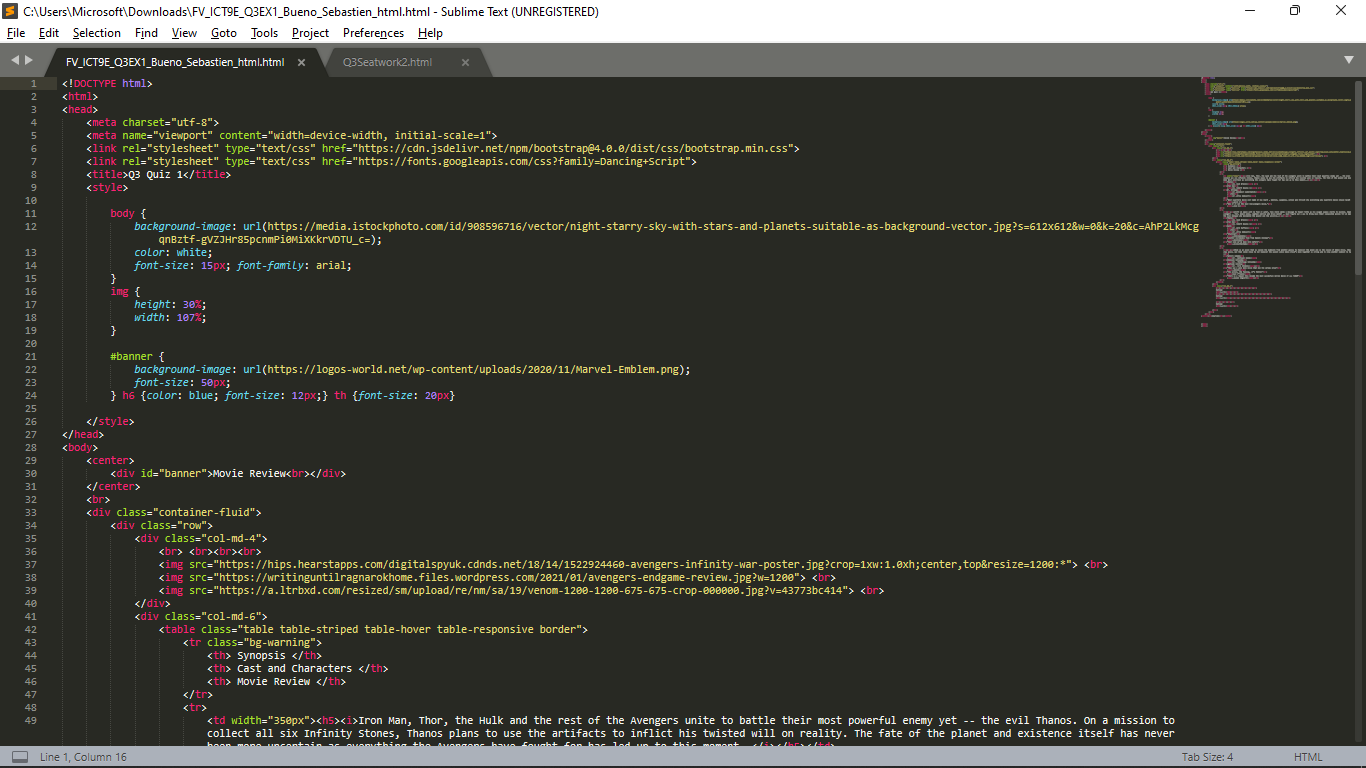 C:\Users\Microsoft\Downloads\FV_ICT9E_Q3EX1_Bueno_Sebastien_html.html - Sublime Text (UNREGISTERED)
File Edit Selection Find View Goto Tools Project Preferences Help
FV_ICT9E_Q3EX1_Bueno_Sebastien_html.html × Q3Seatwork2.html ×
1 <!DOCTYPE html>
2 <html>
3 <head>
4 <meta charset="utf-8">
5 <meta name="viewport" content="width=device-width, initial-scale=1">
6 <link rel="stylesheet" type="text/css" href="https://cdn.jsdelivr.net/npm/bootstrap@4.0.0/dist/css/bootstrap.min.css">
7 <link rel="stylesheet" type="text/css" href="https://fonts.googleapis.com/css?family=Dancing+Script">
8 <title>Q3 Quiz 1</title>
9 <style>
10
11 body {
12 background-image: url(https://media.istockphoto.com/id/908596716/vector/night-starry-sky-with-stars-and-planets-suitable-as-background-vector.jpg?s=612x612&w=0&k=20&c=AhP2LkMcg
qnBztf-gVZJHr85pcnmPi0MiXKkrVDTU_c=);
13 color: white;
14 font-size: 15px; font-family: arial;
15 }
16 img {
17 height: 30%;
18 width: 107%;
19 }
20
21 #banner {
22 background-image: url(https://logos-world.net/wp-content/uploads/2020/11/Marvel-Emblem.png);
23 font-size: 50px;
24 } h6 {color: blue; font-size: 12px;} th {font-size: 20px}
25
26 </style>
27 </head>
28 <body>
29 <center>
30 <div id="banner">Movie Review<br></div>
31 </center>
32 <br>
33 <div class="container-fluid">
34 <div class="row">
35 <div class="col-md-4">
36 <br> <br><br><br>
37 <img src="https://hips.hearstapps.com/digitalspyuk.cdnds.net/18/14/1522924460-avengers-infinity-war-poster.jpg?crop=1xw:1.0xh;center,top&resize=1200:*"> <br>
38 <img src="https://writinguntilragnarokhome.files.wordpress.com/2021/01/avengers-endgame-review.jpg?w=1200"> <br>
39 <img src="https://a.ltrbxd.com/resized/sm/upload/re/nm/sa/19/venom-1200-1200-675-675-crop-000000.jpg?v=43773bc414"> <br>
40 </div>
41 <div class="col-md-6">
42 <table class="table table-striped table-hover table-responsive border">
43 <tr class="bg-warning">
44 <th> Synopsis </th>
45 <th> Cast and Characters </th>
46 <th> Movie Review </th>
47 </tr>
48 <tr>
49 <td width="350px"><h5><i>Iron Man, Thor, the Hulk and the rest of the Avengers unite to battle their most powerful enemy yet -- the evil Thanos. On a mission to
collect all six Infinity Stones, Thanos plans to use the artifacts to inflict his twisted will on reality. The fate of the planet and existence itself has never
been more uncertain as everything the Avengers have fought for has led up to this moment. </i></h5></td>
Line 1, Column 16 Tab Size: 4 HTML